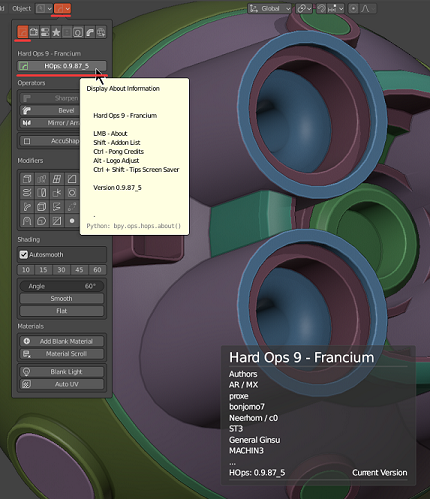 Object
Global
Hard Ops 9 - Francium
HOps: 0.9.87_5
Operators
Sharpen
Bevel
Mirror / Arra
AccuShap
Modifiers
Display About Information
Hard Ops 9 - Francium
LMB - About
Shift - Addon List
Ctrl - Pong Credits
Alt - Logo Adjust
Ctrl + Shift - Tips Screen Saver
Version 0.9.87_5
.
Python: bpy.ops.hops.about()
Shading
Autosmooth
10 15 30 45 60
Angle 60°
Smooth
Flat
Materials
Add Blank Material
Material Scroll
Blank Light
Auto UV
Hard Ops 9 - Francium
Authors
AR / MX
proxe
bonjomo7
Neerhom / c0
ST3
General Ginsu
MACHIN3
...
HOps: 0.9.87_5 Current Version